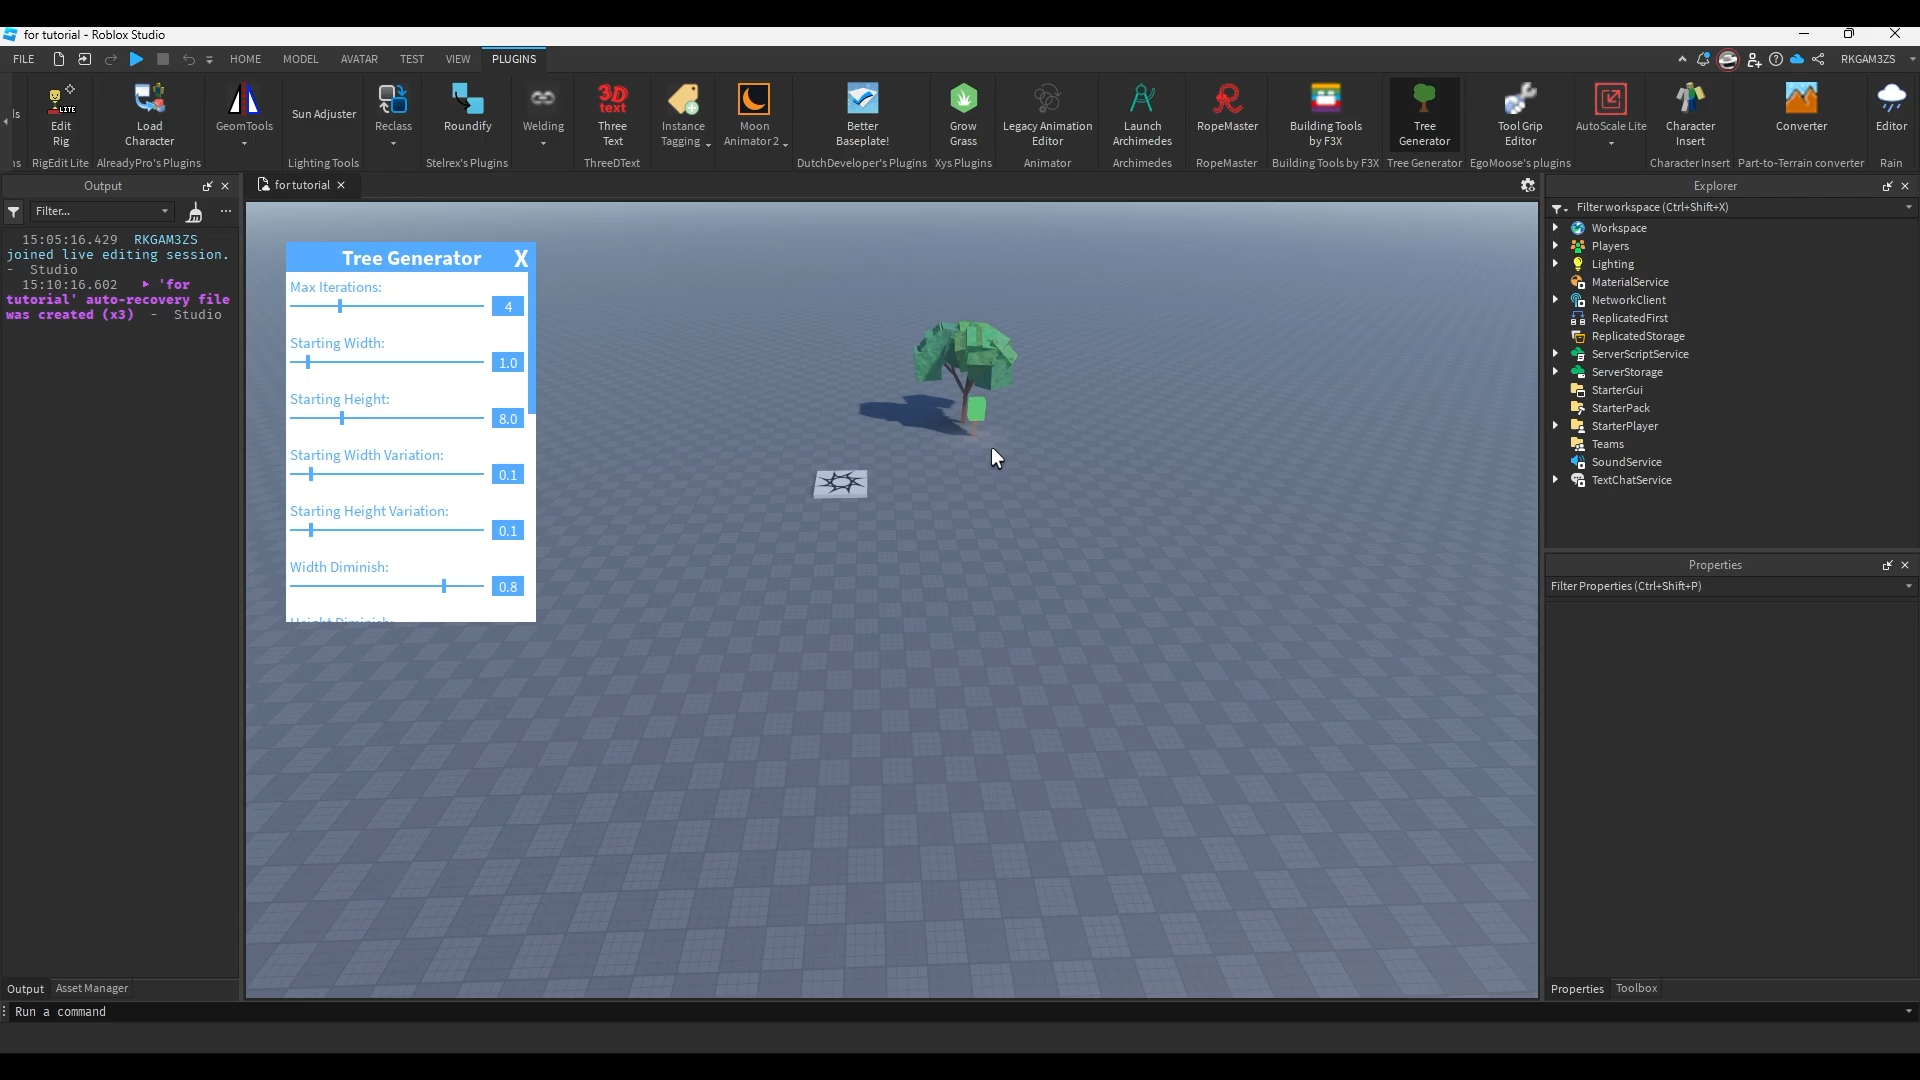 for tutorial - Roblox Studio
FILE HOME MODEL AVATAR TEST VIEW PLUGINS RKGAM3ZS
Edit Rig
Load Character
GeomTools
Sun Adjuster
Reclass
Roundify
Welding
3D text
Three Text
Instance Tagging
Moon Animator 2
Better Baseplate!
Grow Grass
Legacy Animation Editor
Launch Archimedes
RopeMaster
Building Tools by F3X
Tree Generator
Tool Grip Editor
AutoScale Lite
Character Insert
Converter
Editor
RigEdit Lite AlreadyPro's Plugins Lighting Tools Stelrex's Plugins ThreeDText DutchDeveloper's Plugins Xys Plugins Animator Archimedes RopeMaster Building Tools by F3X Tree Generator EgoMoose's plugins Character Insert Part-to-Terrain converter Rain
Output
Filter...
15:05:16.429 RKGAM3ZS
joined live editing session.
- Studio
15:10:16.602 'for
tutorial' auto-recovery file
was created (x3) - Studio
Output Asset Manager
Run a command
for tutorial
Tree Generator X
Max Iterations:
4
Starting Width:
1.0
Starting Height:
8.0
Starting Width Variation:
0.1
Starting Height Variation:
0.1
Width Diminish:
0.8
Height Diminish:
Explorer
Filter workspace (Ctrl+Shift+X)
Workspace
Players
Lighting
MaterialService
NetworkClient
ReplicatedFirst
ReplicatedStorage
ServerScriptService
ServerStorage
StarterGui
StarterPack
StarterPlayer
Teams
SoundService
TextChatService
Properties
Filter Properties (Ctrl+Shift+P)
Properties Toolbox